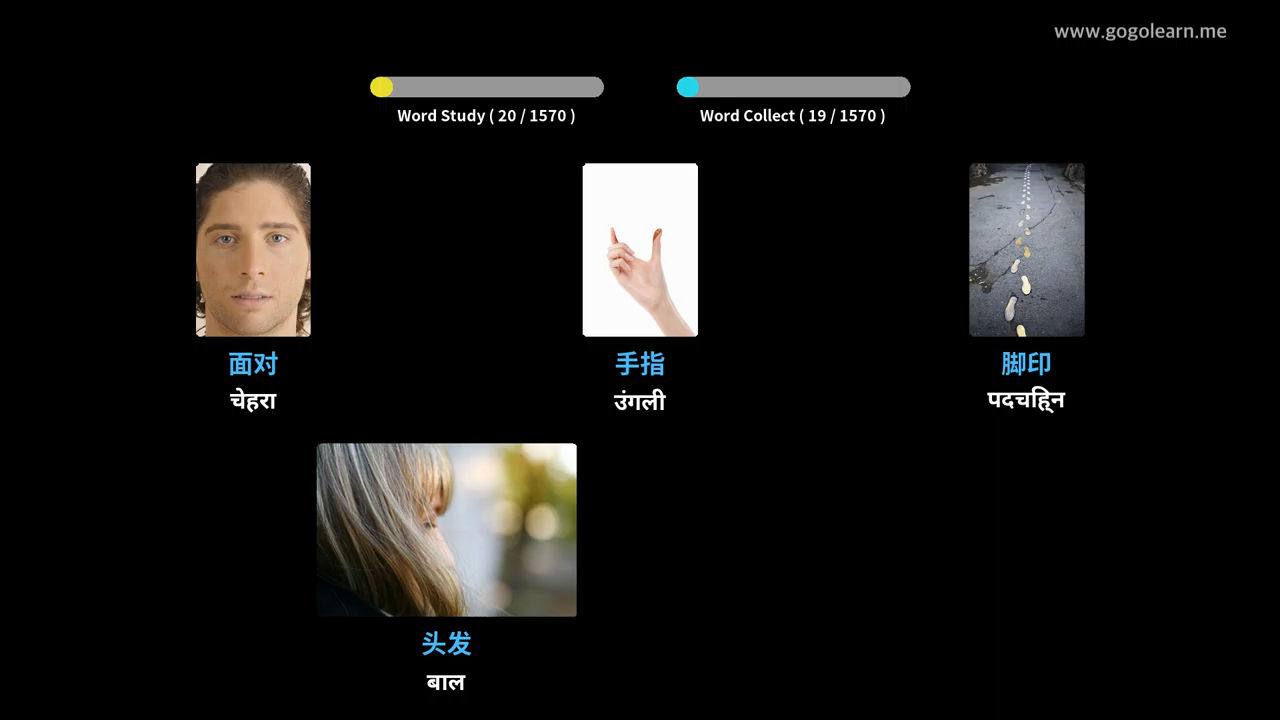 www.gogolearn.me
Word Study ( 20 / 1570 )
Word Collect ( 19 / 1570 )
面对
चेहरा
手指
उंगली
脚印
पदचह्नि
头发
बाल